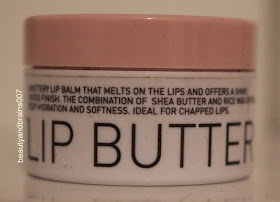 BUTTERY LIP BALM THAT MELTS ON THE LIPS AND OFFERS A SHINY
FINISH. THE COMBINATION OF SHEA BUTTER AND RICE WAX
HYDRATION AND SOFTNESS. IDEAL FOR CHAPPED LIPS.
LIP BUTTER
beautyandbrains007